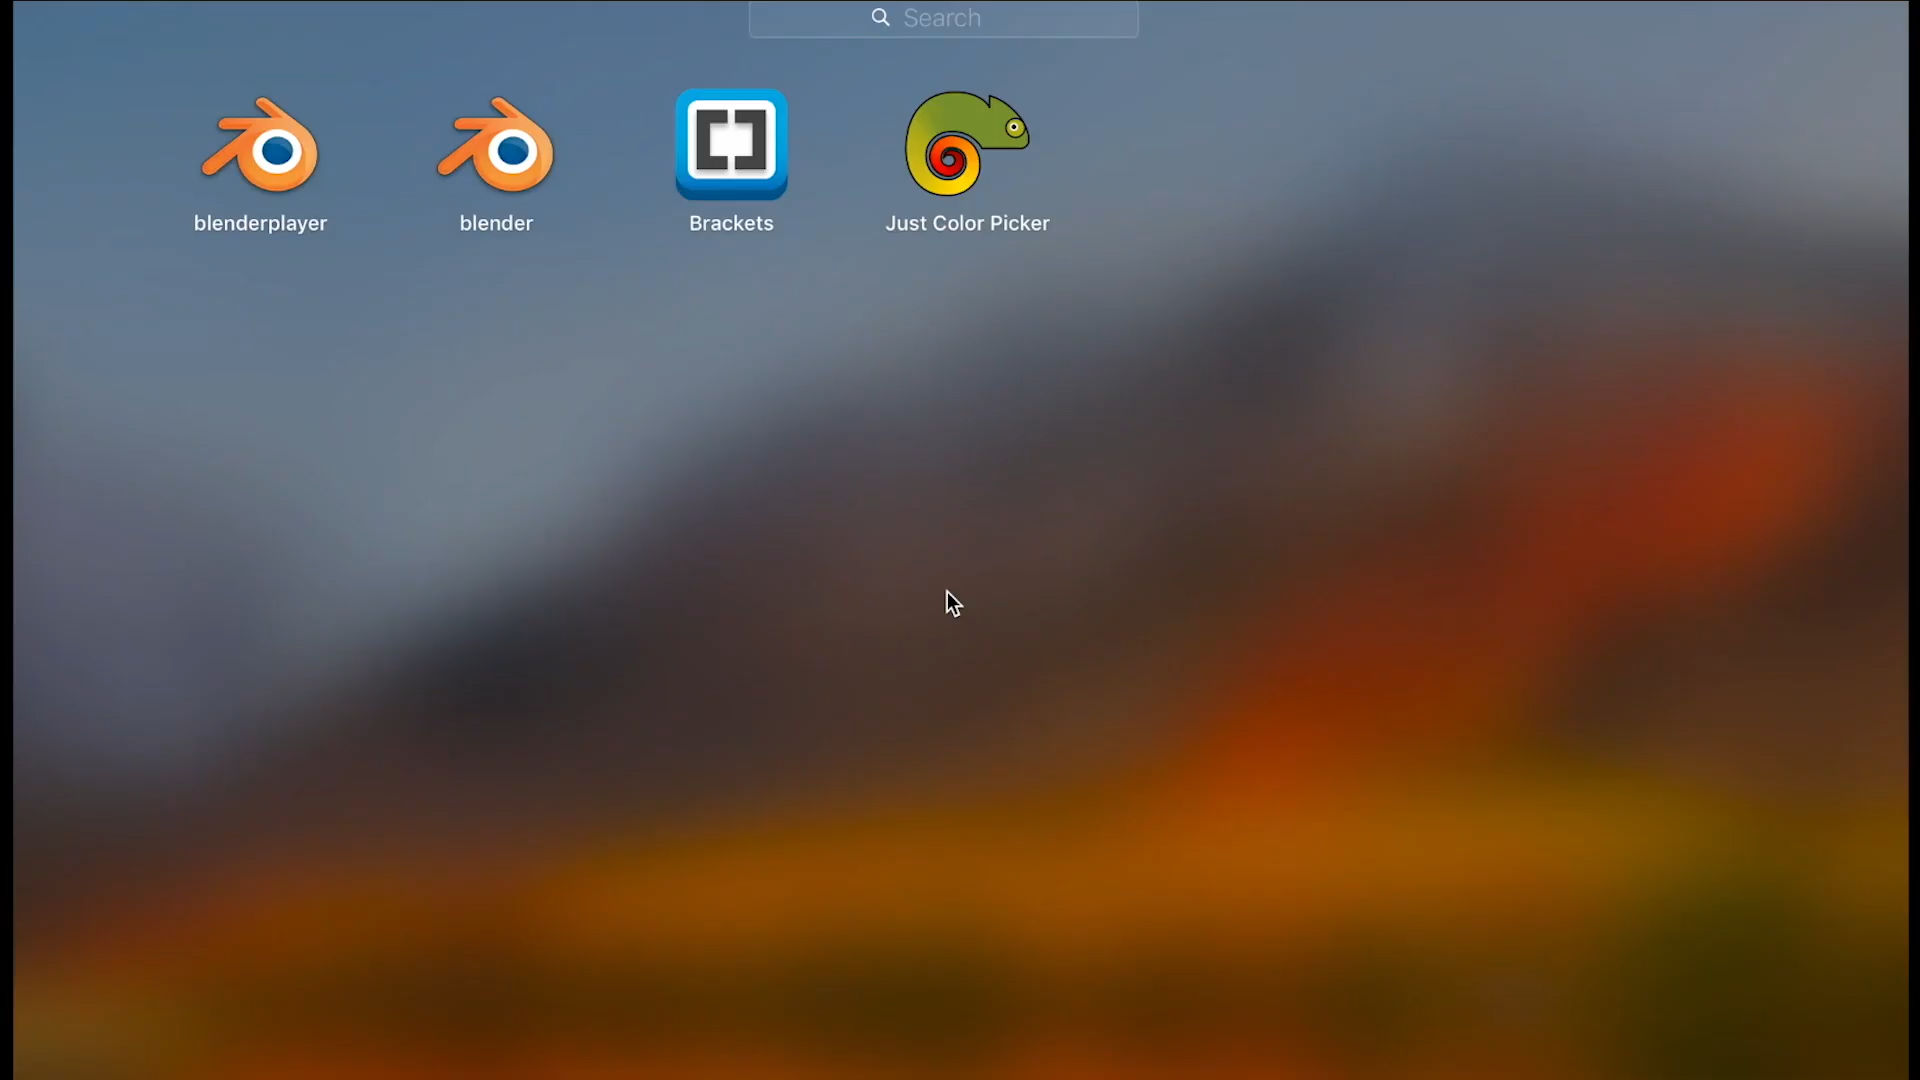 Search
blenderplayer
blender
Brackets
Just Color Picker